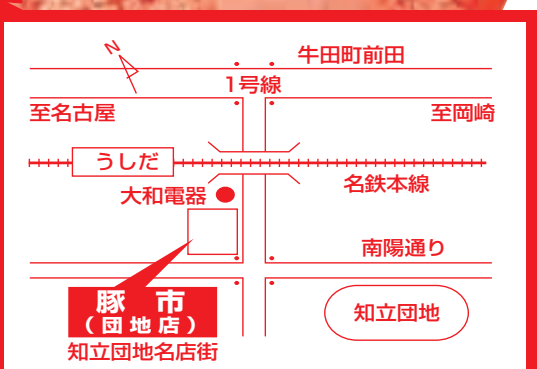 N
牛田町前田
1号線
至名古屋
至岡崎
うしだ
名鉄本線
大和電器
南陽通り
豚市
(団地店)
知立団地
知立団地名店街